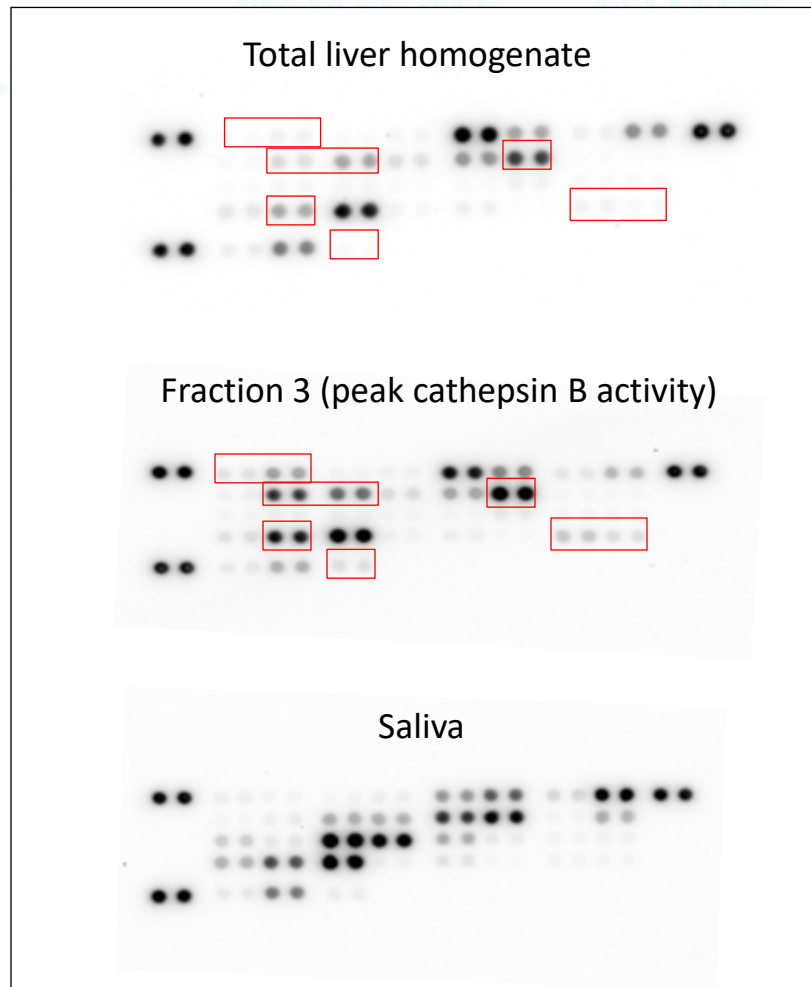 Total liver homogenate
Fraction 3 (peak cathepsin B activity)
Saliva